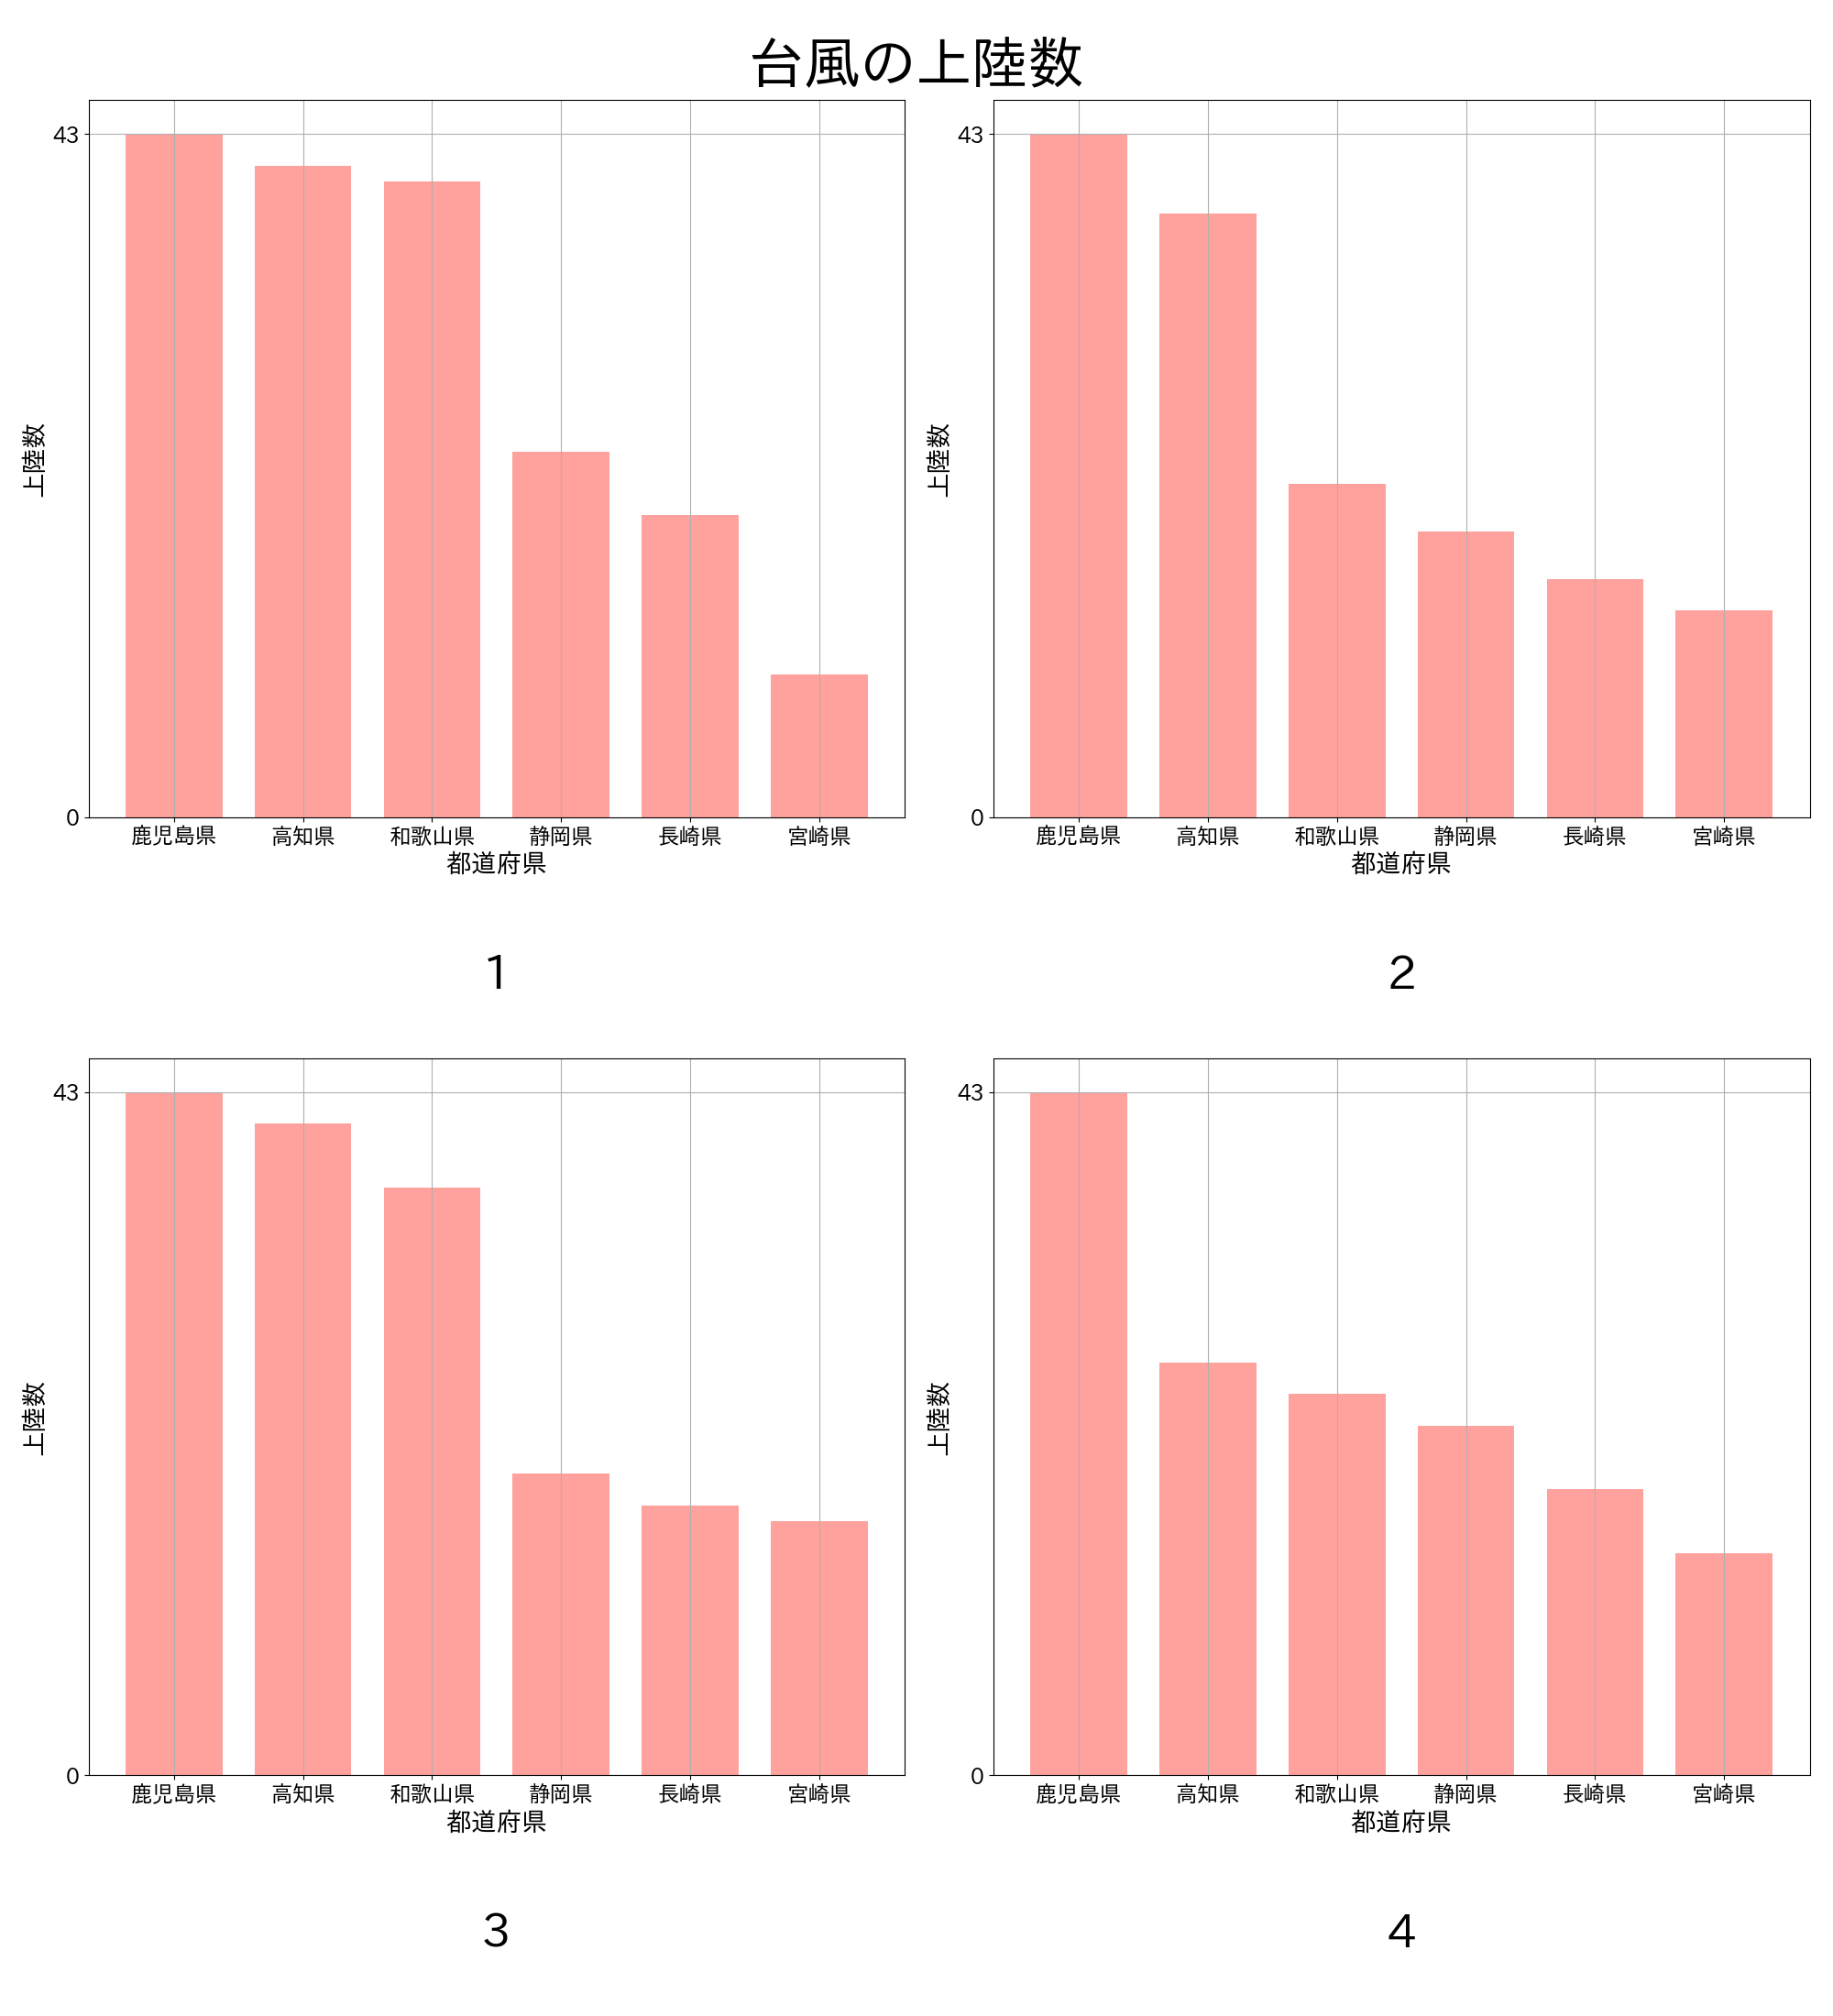 台風の上陸数
43
0
上陸数
鹿児島県 高知県 和歌山県 静岡県 長崎県 宮崎県
都道府県
1
43
0
上陸数
鹿児島県 高知県 和歌山県 静岡県 長崎県 宮崎県
都道府県
2
43
0
上陸数
鹿児島県 高知県 和歌山県 静岡県 長崎県 宮崎県
都道府県
3
43
0
上陸数
鹿児島県 高知県 和歌山県 静岡県 長崎県 宮崎県
都道府県
4